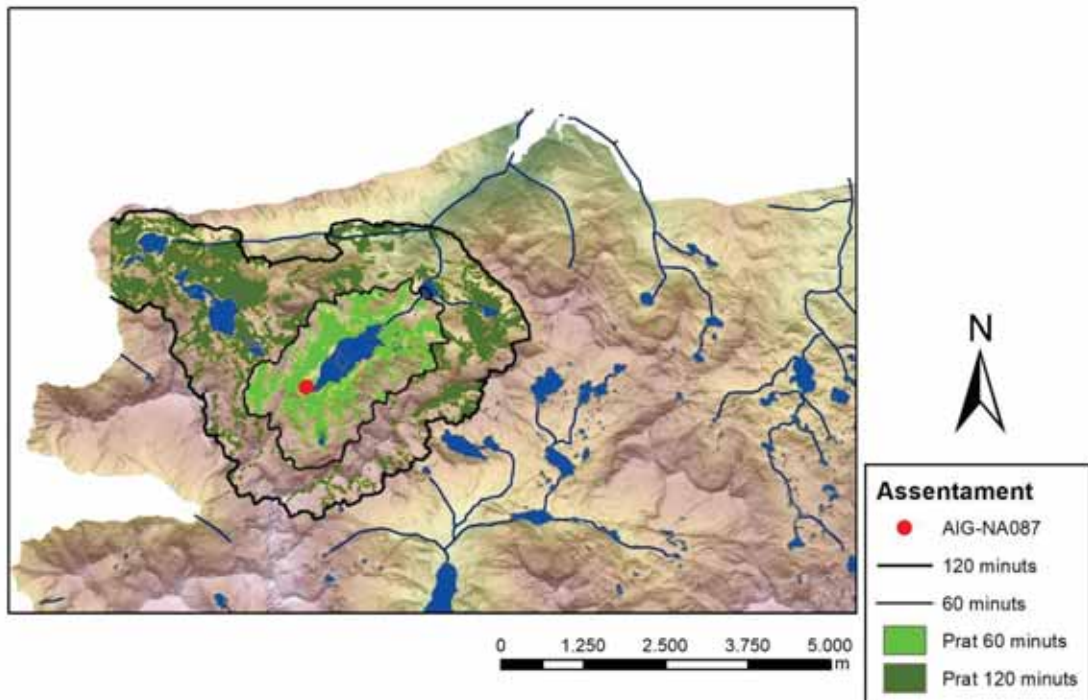 N
Assentament
AIG-NA087
120 minuts
60 minuts
Prat 60 minuts
Prat 120 minuts
0 1.250 2.500 3.750 5.000
m